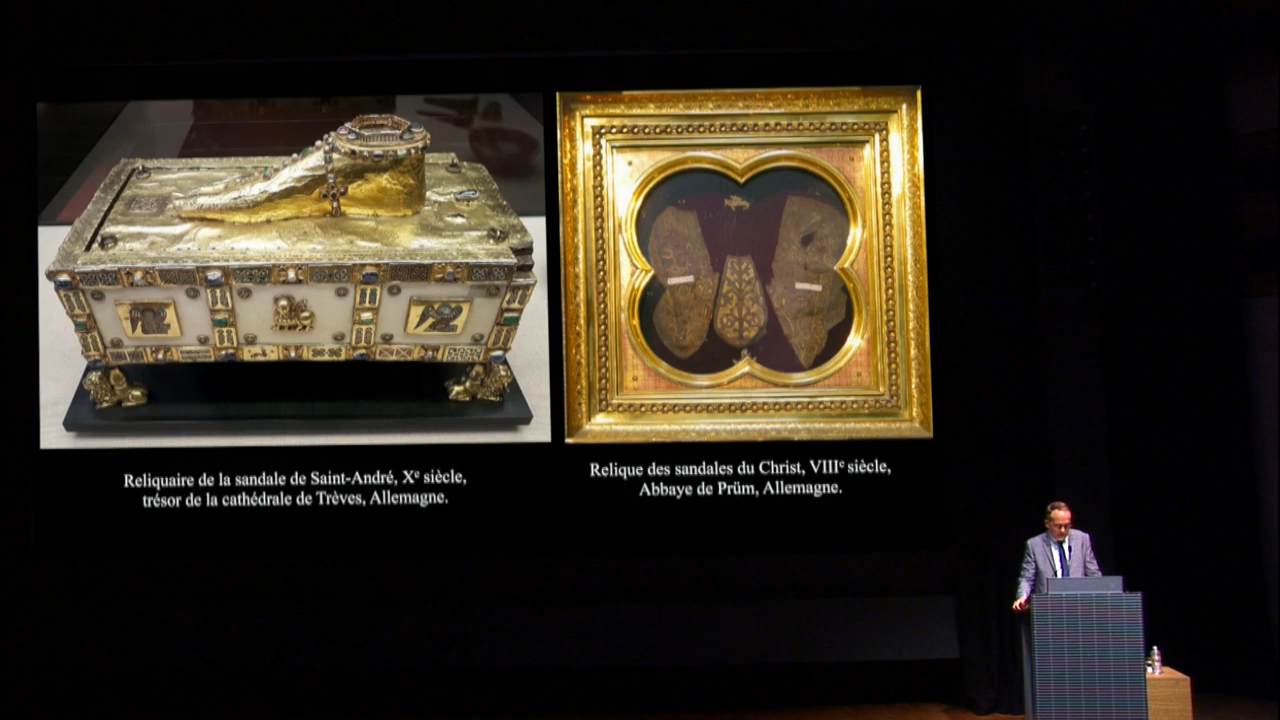 Reliquaire de la sandale de Saint-André, Xᵉ siècle,
trésor de la cathédrale de Trèves, Allemagne.
Relique des sandales du Christ, VIIIᵉ siècle,
Abbaye de Prüm, Allemagne.